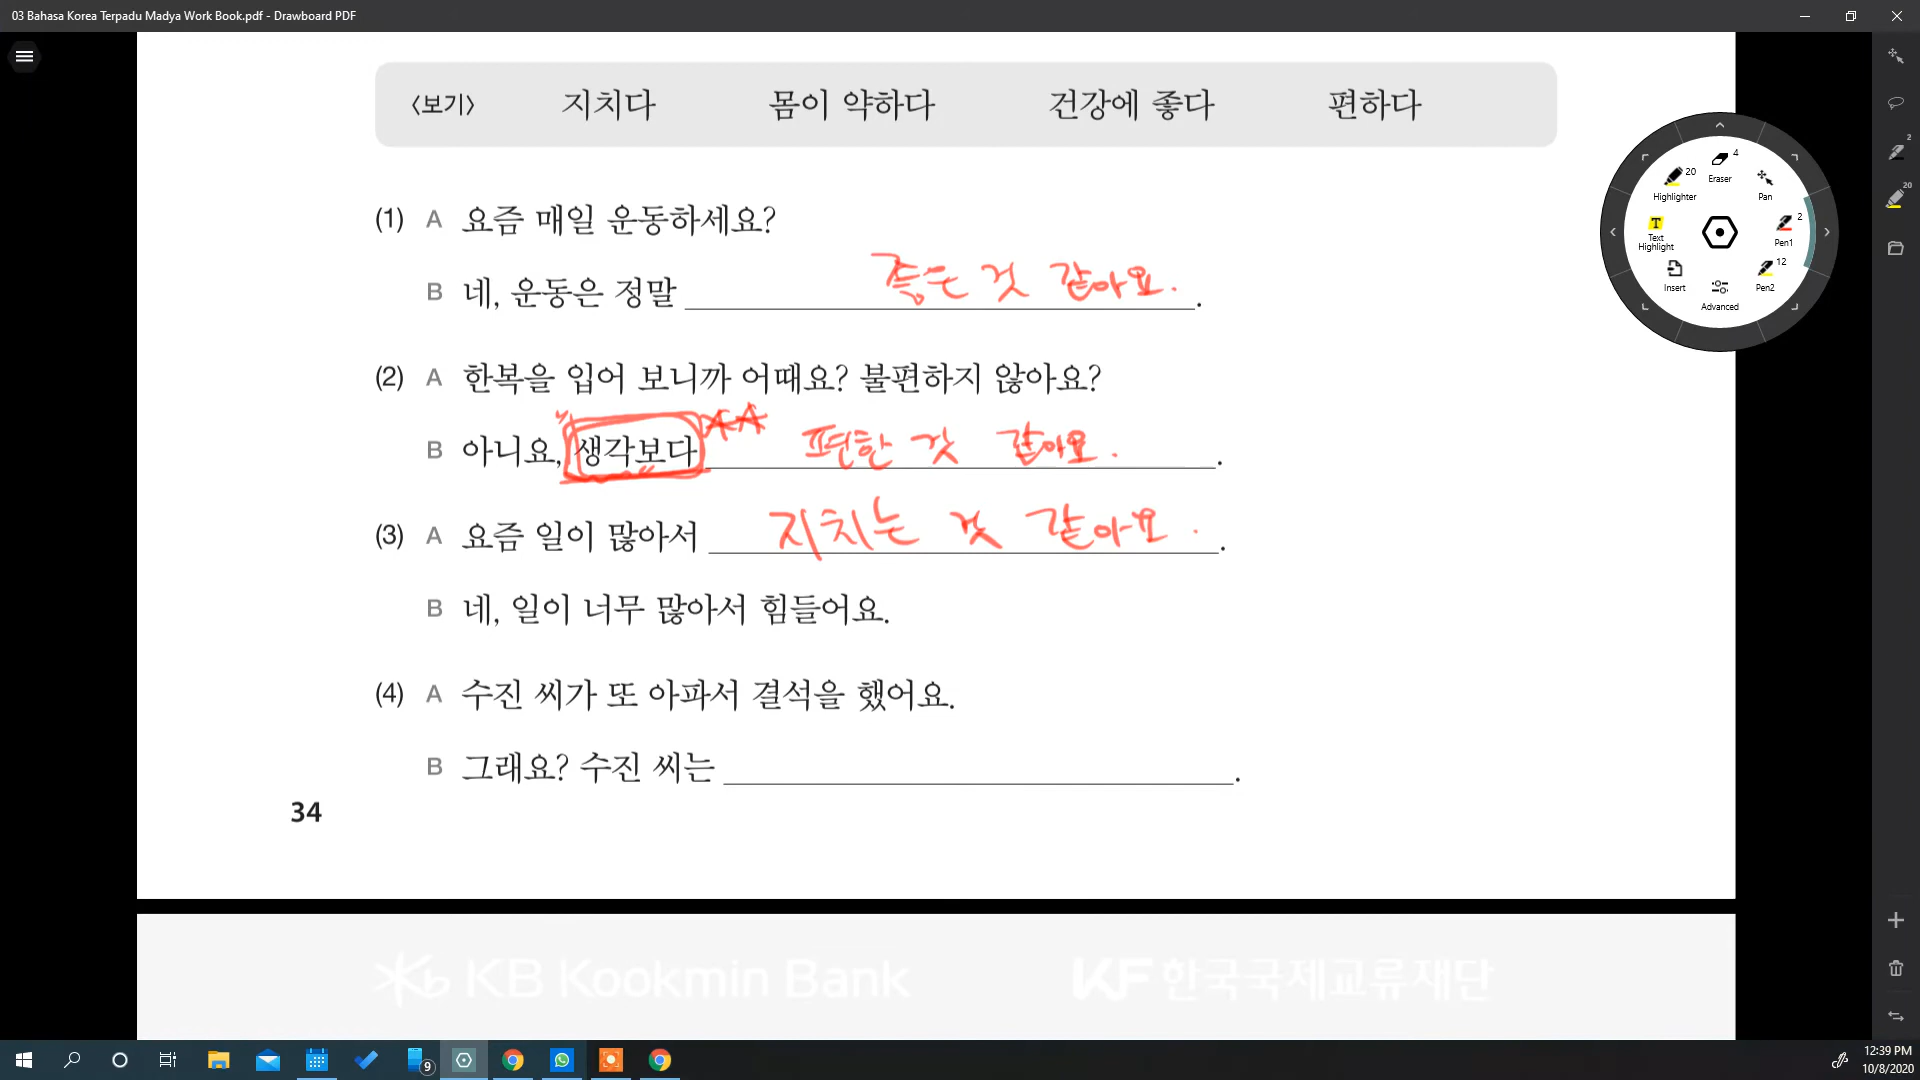 03 Bahasa Korea Terpadu Madya Work Book.pdf - Drawboard PDF
〈보기〉 지치다 몸이 약하다 건강에 좋다 편하다
(1) A 요즘 매일 운동하세요?
B 네, 운동은 정말 좋은 것 같아요.
(2) A 한복을 입어 보니까 어때요? 불편하지 않아요?
B 아니요, 생각보다 편한 것 같아요.
(3) A 요즘 일이 많아서 지치는 것 같아요.
B 네, 일이 너무 많아서 힘들어요.
(4) A 수진 씨가 또 아파서 결석을 했어요.
B 그래요? 수진 씨는 .
34
KB Kookmin Bank KF 한국국제교류재단
4
Eraser
20
Highlighter
Pan
Text Highlight
2
Pen1
Insert
12
Pen2
Advanced
2
20
9
12:39 PM
10/8/2020